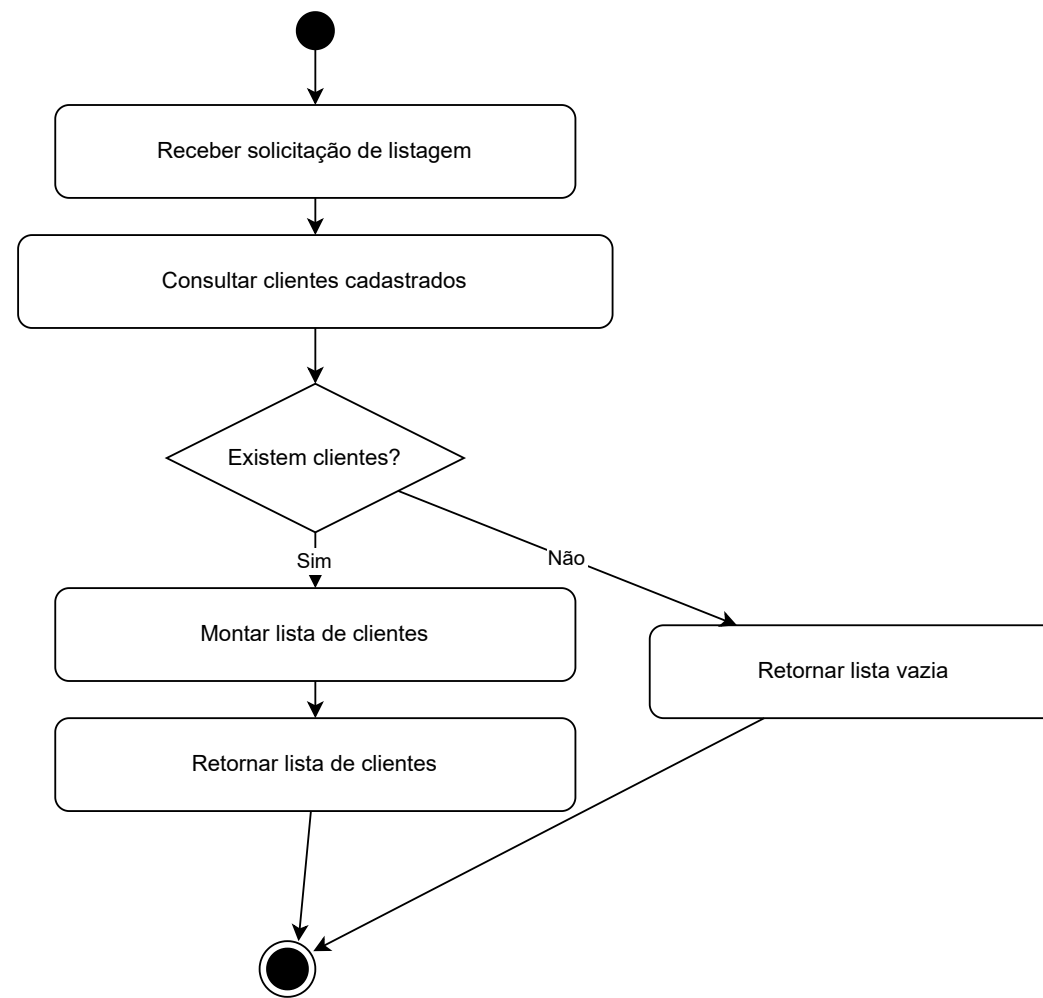 Receber solicitação de listagem
Consultar clientes cadastrados
Existem clientes?
Sim
Não
Montar lista de clientes
Retornar lista vazia
Retornar lista de clientes